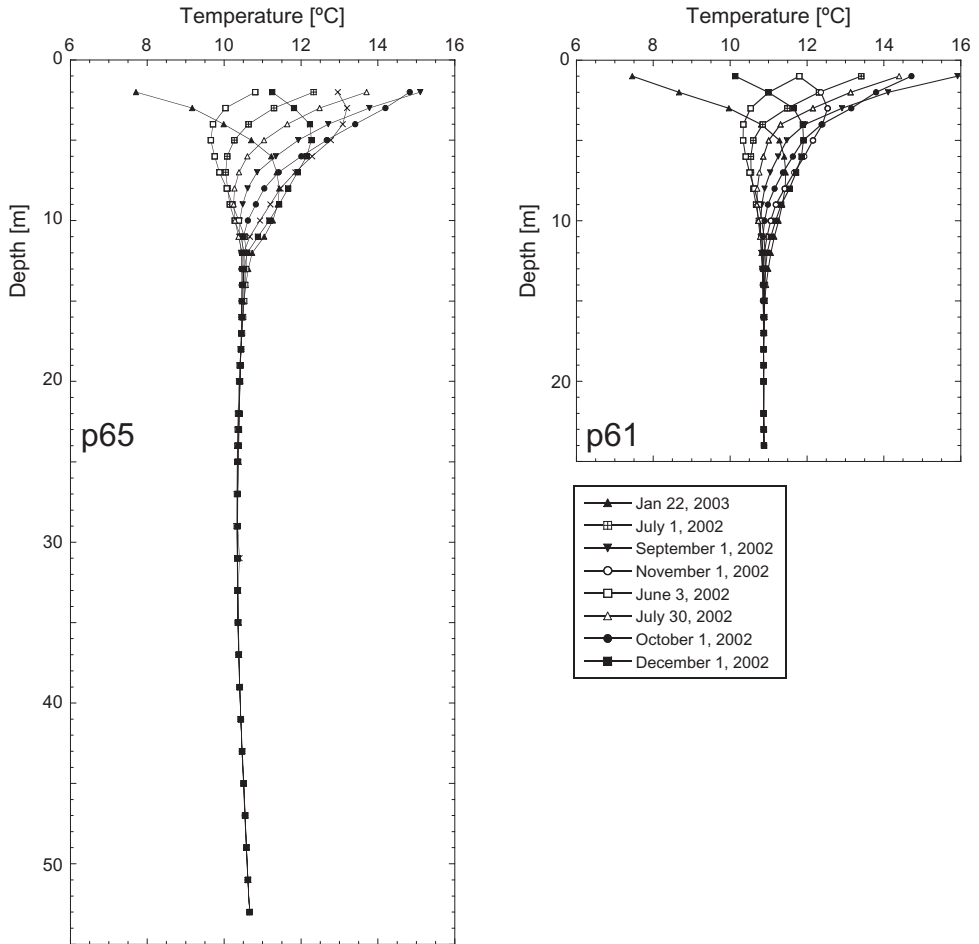 Temperature [ºC]
6 8 10 12 14 16
0
10
20
30
40
50
Depth [m]
p65
Temperature [ºC]
6 8 10 12 14 16
0
10
20
Depth [m]
p61
Jan 22, 2003
July 1, 2002
September 1, 2002
November 1, 2002
June 3, 2002
July 30, 2002
October 1, 2002
December 1, 2002